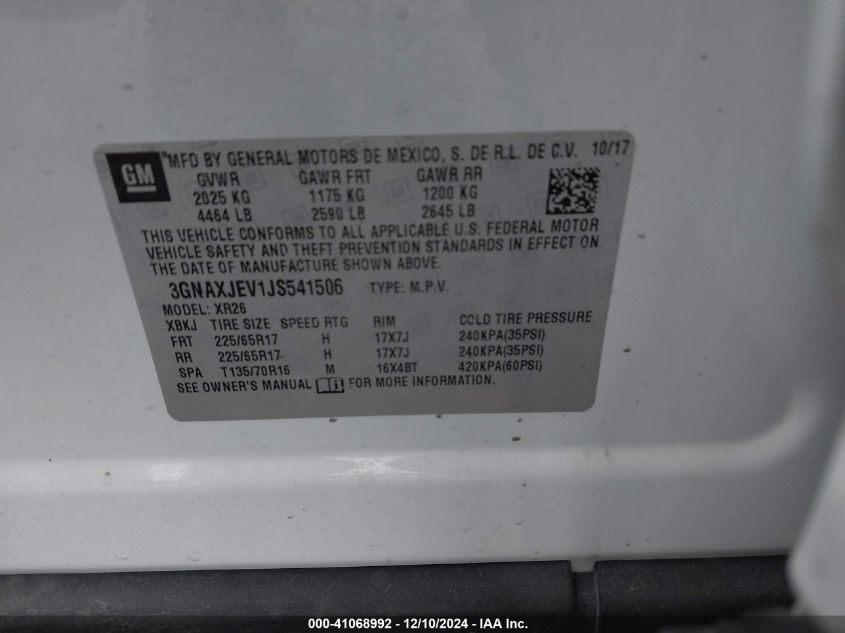 GM
MFD BY GENERAL MOTORS DE MEXICO, S. DE R.L. DE C.V. 10/17
GVWR GAWR FRT GAWR RR
2025 KG 1175 KG 1200 KG
4464 LB 2590 LB 2645 LB
THIS VEHICLE CONFORMS TO ALL APPLICABLE U.S. FEDERAL MOTOR
VEHICLE SAFETY AND THEFT PREVENTION STANDARDS IN EFFECT ON
THE DATE OF MANUFACTURE SHOWN ABOVE.
3GNAXJEV1JS541506 TYPE: M.P.V.
MODEL: XR26
XBKJ TIRE SIZE SPEED RTG RIM COLD TIRE PRESSURE
FRT 225/65R17 H 17X7J 240KPA(35PSI)
RR 225/65R17 H 17X7J 240KPA(35PSI)
SPA T135/70R16 M 16X4BT 420KPA(60PSI)
SEE OWNER'S MANUAL FOR MORE INFORMATION.
000-41068992 - 12/10/2024 - IAA Inc.